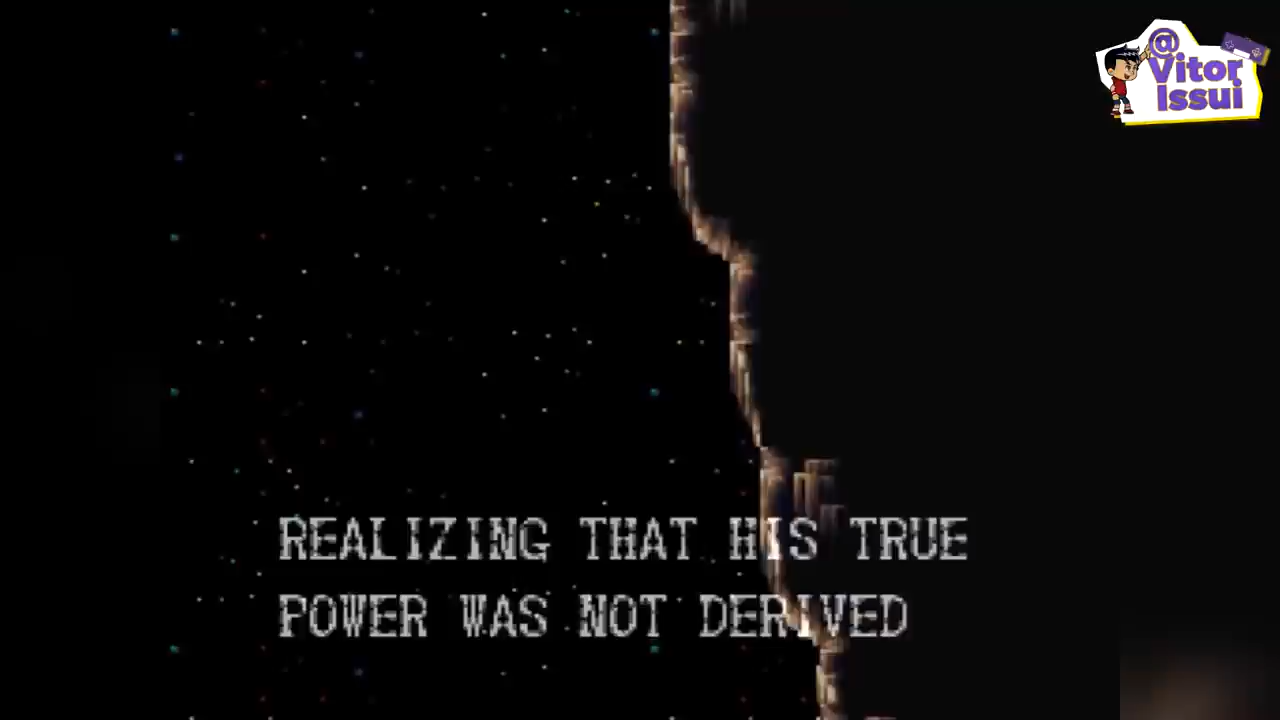 @
Vitor
Issui
REALIZING THAT HIS TRUE
POWER WAS NOT DERIVED